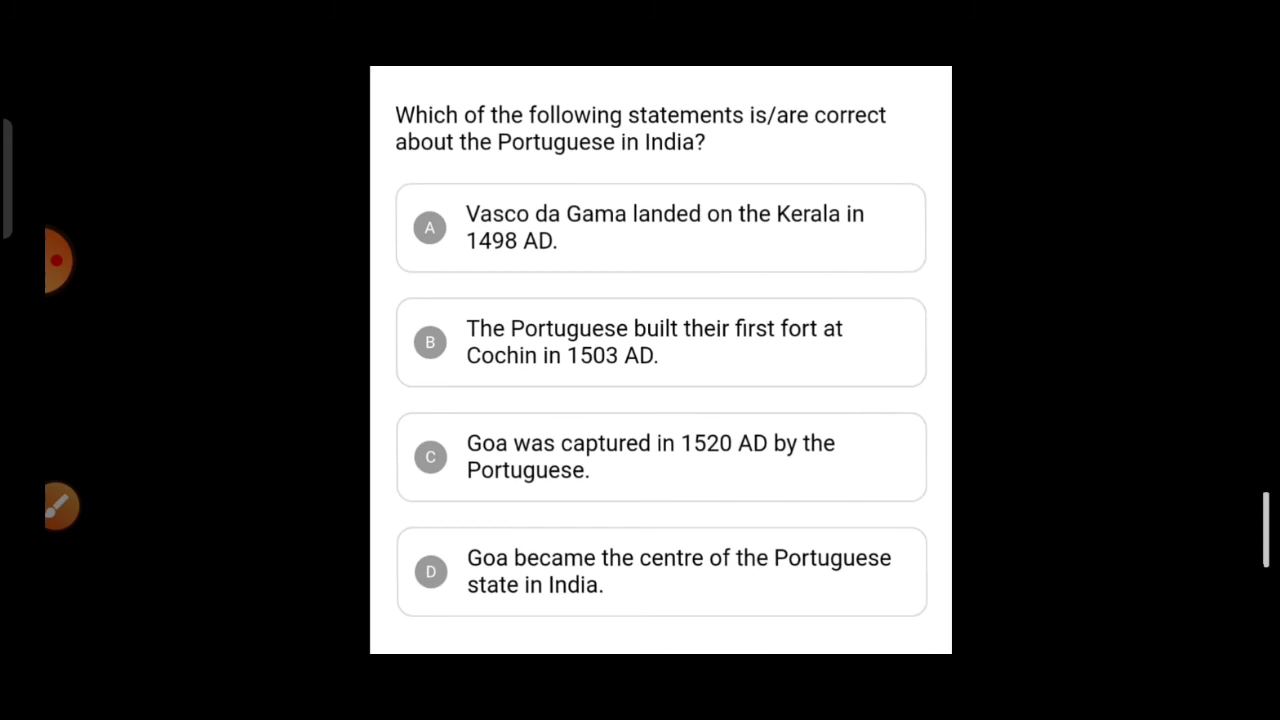 Which of the following statements is/are correct
about the Portuguese in India?
A
Vasco da Gama landed on the Kerala in
1498 AD.
B
The Portuguese built their first fort at
Cochin in 1503 AD.
C
Goa was captured in 1520 AD by the
Portuguese.
D
Goa became the centre of the Portuguese
state in India.